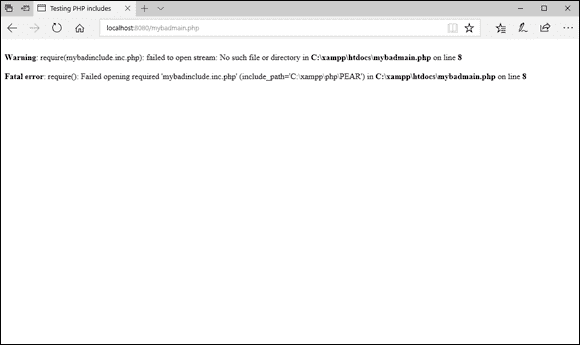 Testing PHP includes
localhost:8080/mybadmain.php
Warning: require(mybadinclude.inc.php): failed to open stream: No such file or directory in C:\xampp\htdocs\mybadmain.php on line 8
Fatal error: require(): Failed opening required 'mybadinclude.inc.php' (include_path='C:\xampp\php\PEAR') in C:\xampp\htdocs\mybadmain.php on line 8